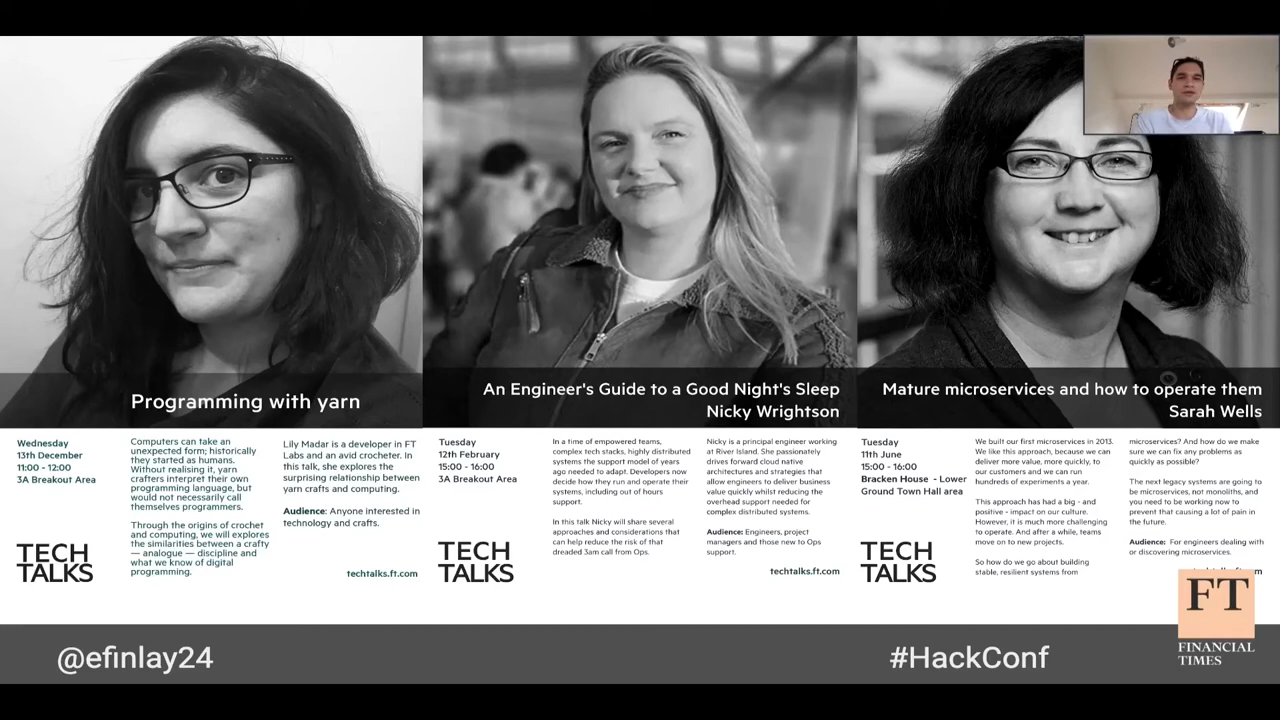 Programming with yarn
Wednesday
13th December
11:00 - 12:00
3A Breakout Area
Computers can take an
unexpected form; historically
they started as humans.
Without realising it, yarn
crafters interpret their own
programming language, but
would not necessarily call
themselves programmers.
Through the origins of crochet
and computing, we will explores
the similarities between a crafty
— analogue — discipline and
what we know of digital
programming.
Lily Madar is a developer in FT
Labs and an avid crocheter. In
this talk, she explores the
surprising relationship between
yarn crafts and computing.
Audience: Anyone interested in
technology and crafts.
TECH
TALKS
techtalks.ft.com
An Engineer's Guide to a Good Night's Sleep
Nicky Wrightson
Tuesday
12th February
15:00 - 16:00
3A Breakout Area
In a time of empowered teams,
complex tech stacks, highly distributed
systems the support model of years
ago needed to adapt. Developers now
decide how they run and operate their
systems, including out of hours
support.
In this talk Nicky will share several
approaches and considerations that
can help reduce the risk of that
dreaded 3am call from Ops.
Nicky is a principal engineer working
at River Island. She passionately
drives forward cloud native
architectures and strategies that
allow engineers to deliver business
value quickly whilst reducing the
overhead support needed for
complex distributed systems.
Audience: Engineers, project
managers and those new to Ops
support.
TECH
TALKS
techtalks.ft.com
Mature microservices and how to operate them
Sarah Wells
Tuesday
11th June
15:00 - 16:00
Bracken House - Lower
Ground Town Hall area
We built our first microservices in 2013.
We like this approach, because we can
deliver more value, more quickly, to
our customers and we can run
hundreds of experiments a year.
This approach has had a big - and
positive - impact on our culture.
However, it is much more challenging
to operate. And after a while, teams
move on to new projects.
So how do we go about building
stable, resilient systems from
microservices? And how do we make
sure we can fix any problems as
quickly as possible?
The next legacy systems are going to
be microservices, not monoliths, and
you need to be working now to
prevent that causing a lot of pain in
the future.
Audience: For engineers dealing with
or discovering microservices.
TECH
TALKS
FT
FINANCIAL
TIMES
@efinlay24
#HackConf